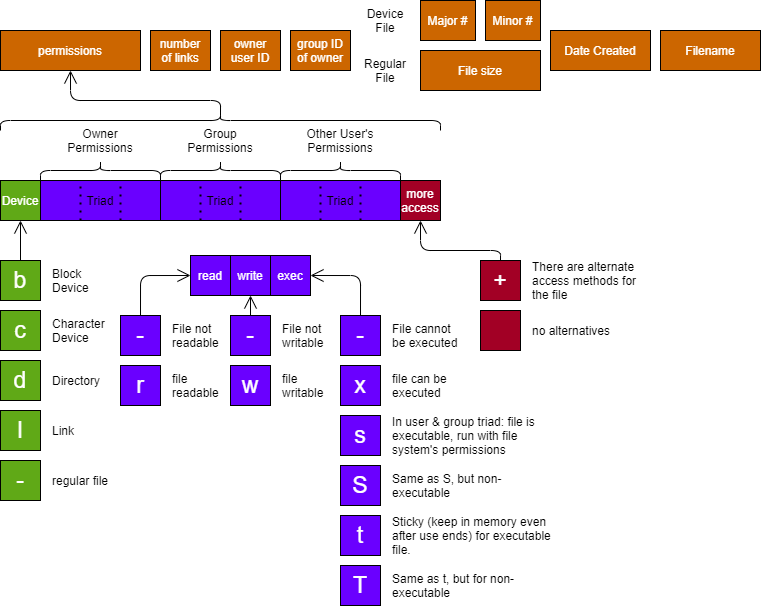 Device
File
Major #
Minor #
permissions
number
of links
owner
user ID
group ID
of owner
Regular
File
File size
Date Created
Filename
Owner
Permissions
Group
Permissions
Other User's
Permissions
Device
Triad
Triad
Triad
more
access
b
Block
Device
c
Character
Device
d
Directory
l
Link
-
regular file
read
write
exec
-
File not
readable
r
file
readable
-
File not
writable
w
file
writable
-
File cannot
be executed
x
file can be
executed
s
In user & group triad: file is
executable, run with file
system's permissions
S
Same as S, but non-
executable
t
Sticky (keep in memory even
after use ends) for executable
file.
T
Same as t, but for non-
executable
+
There are alternate
access methods for
the file
no alternatives